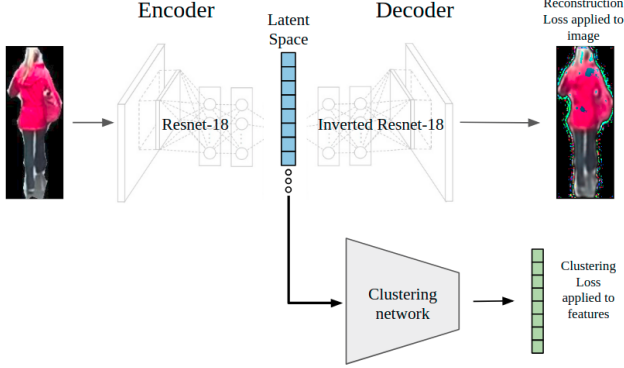 Encoder
Decoder
Reconstruction
Loss applied to
image
Latent
Space
Resnet-18
Inverted Resnet-18
Clustering
network
Clustering
Loss
applied to
features